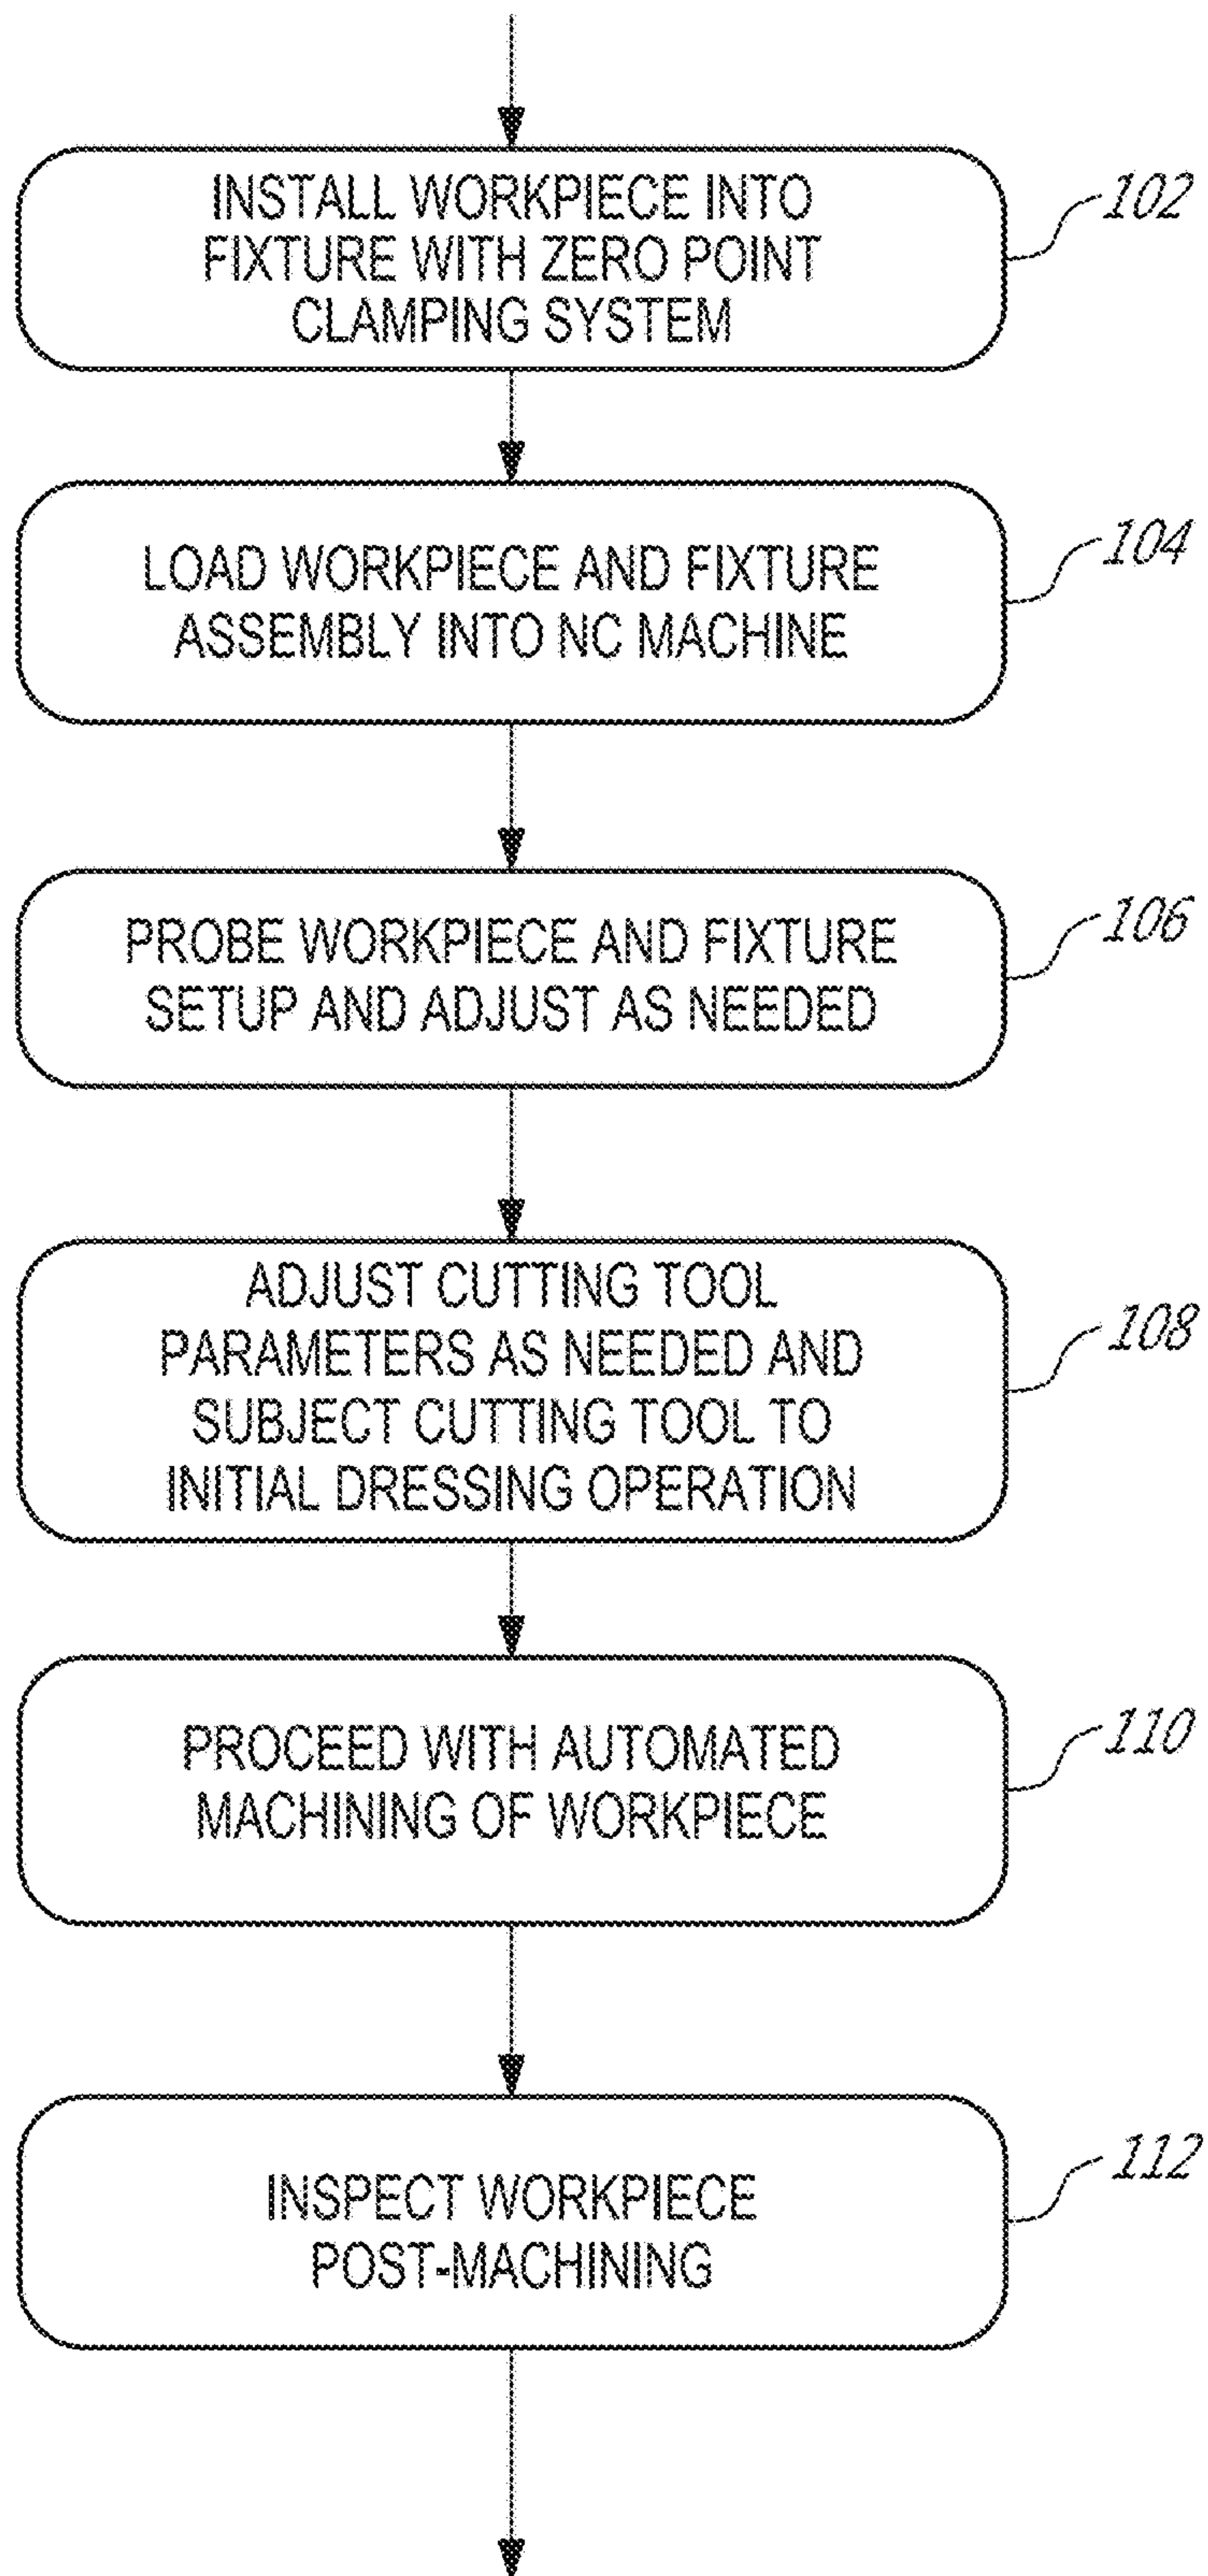 INSTALL WORKPIECE INTO
FIXTURE WITH ZERO POINT
CLAMPING SYSTEM
102
LOAD WORKPIECE AND FIXTURE
ASSEMBLY INTO NC MACHINE
104
PROBE WORKPIECE AND FIXTURE
SETUP AND ADJUST AS NEEDED
106
ADJUST CUTTING TOOL
PARAMETERS AS NEEDED AND
SUBJECT CUTTING TOOL TO
INITIAL DRESSING OPERATION
108
PROCEED WITH AUTOMATED
MACHINING OF WORKPIECE
110
INSPECT WORKPIECE
POST-MACHINING
112